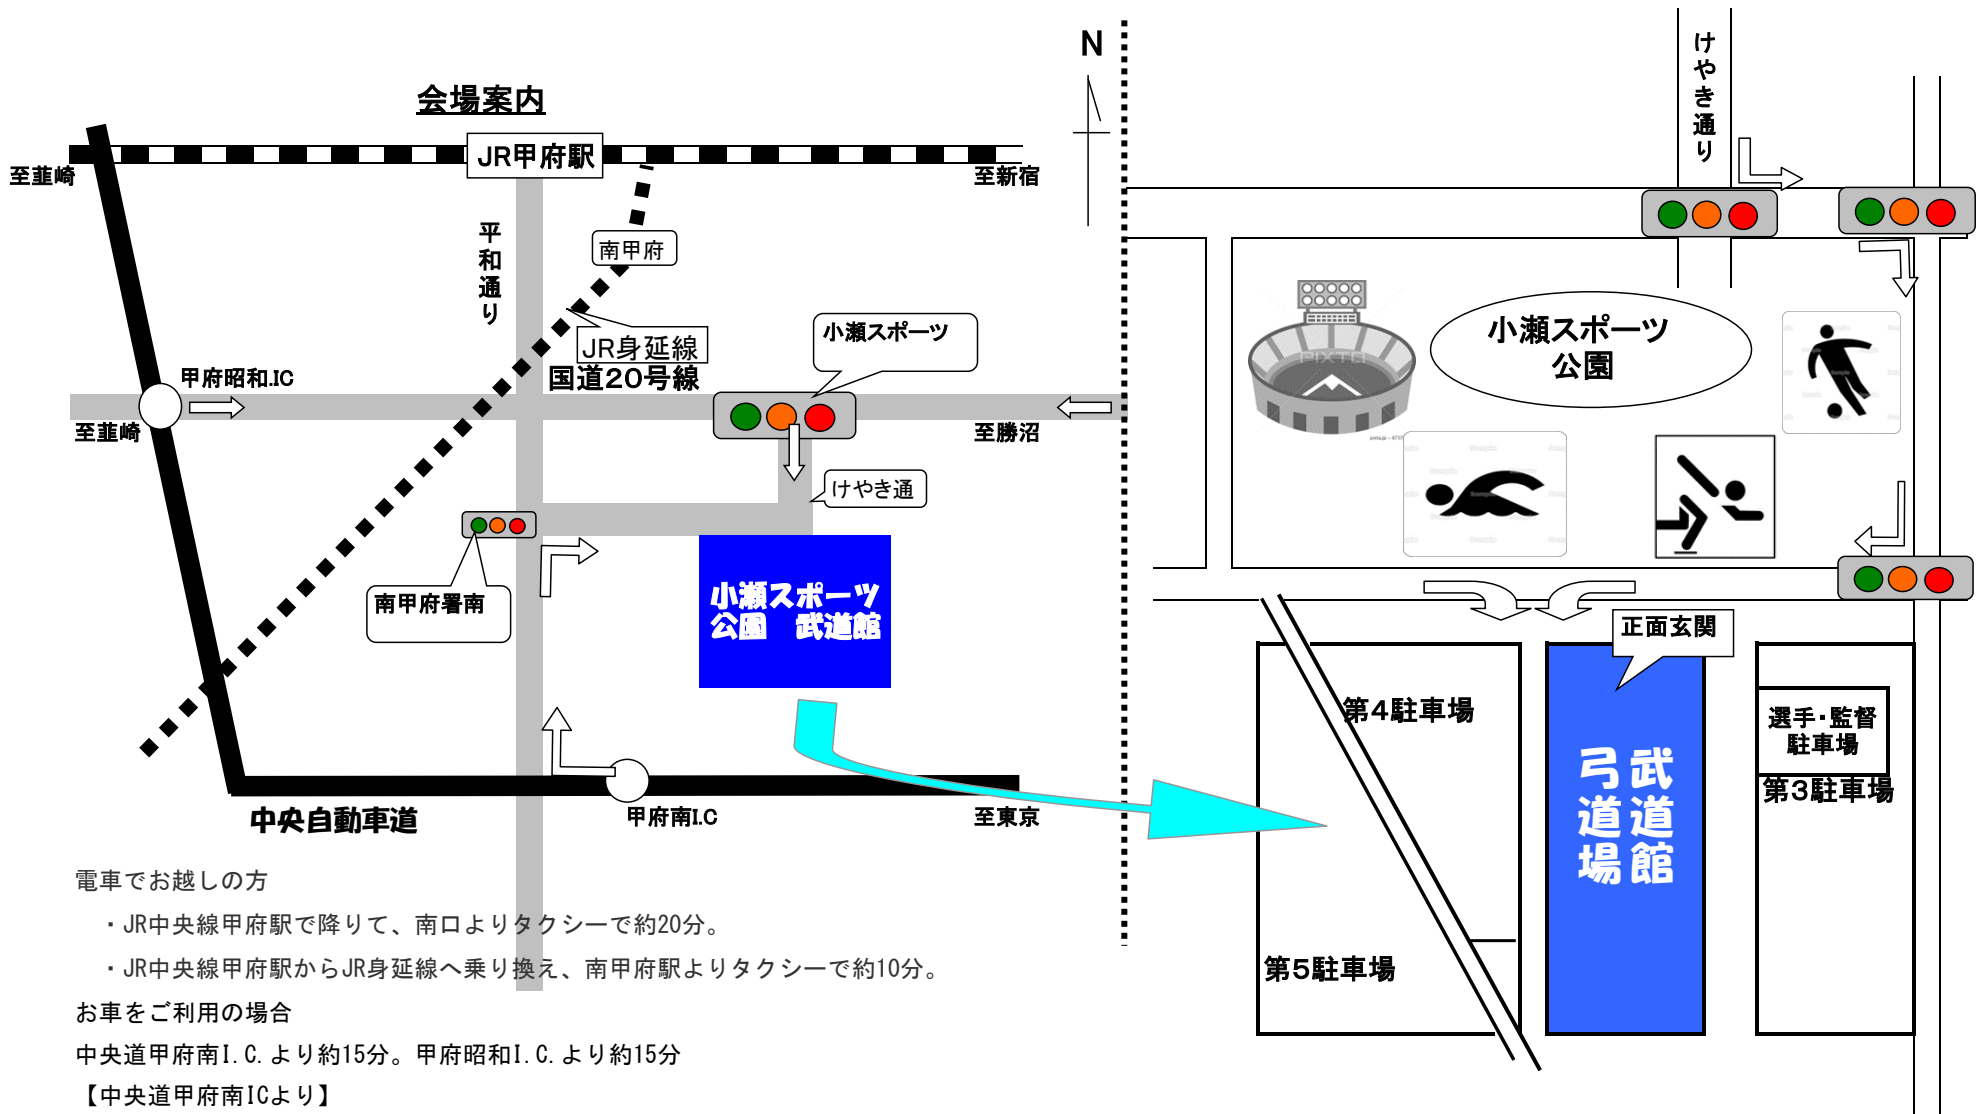 会場案内
N
JR甲府駅
至韮崎
至新宿
平和通り
南甲府
JR身延線
国道20号線
小瀬スポーツ
甲府昭和.IC
至韮崎
至勝沼
けやき通
南甲府署南
小瀬スポーツ
公園 武道館
中央自動車道
甲府南I.C
至東京
電車でお越しの方
・JR中央線甲府駅で降りて、南口よりタクシーで約20分。
・JR中央線甲府駅からJR身延線へ乗り換え、南甲府駅よりタクシーで約10分。
お車をご利用の場合
中央道甲府南I.C.より約15分。甲府昭和I.C.より約15分
【中央道甲府南ICより】
けやき通り
小瀬スポーツ
公園
PIXTA
正面玄関
第4駐車場
第5駐車場
武道館
弓道場
選手・監督
駐車場
第3駐車場